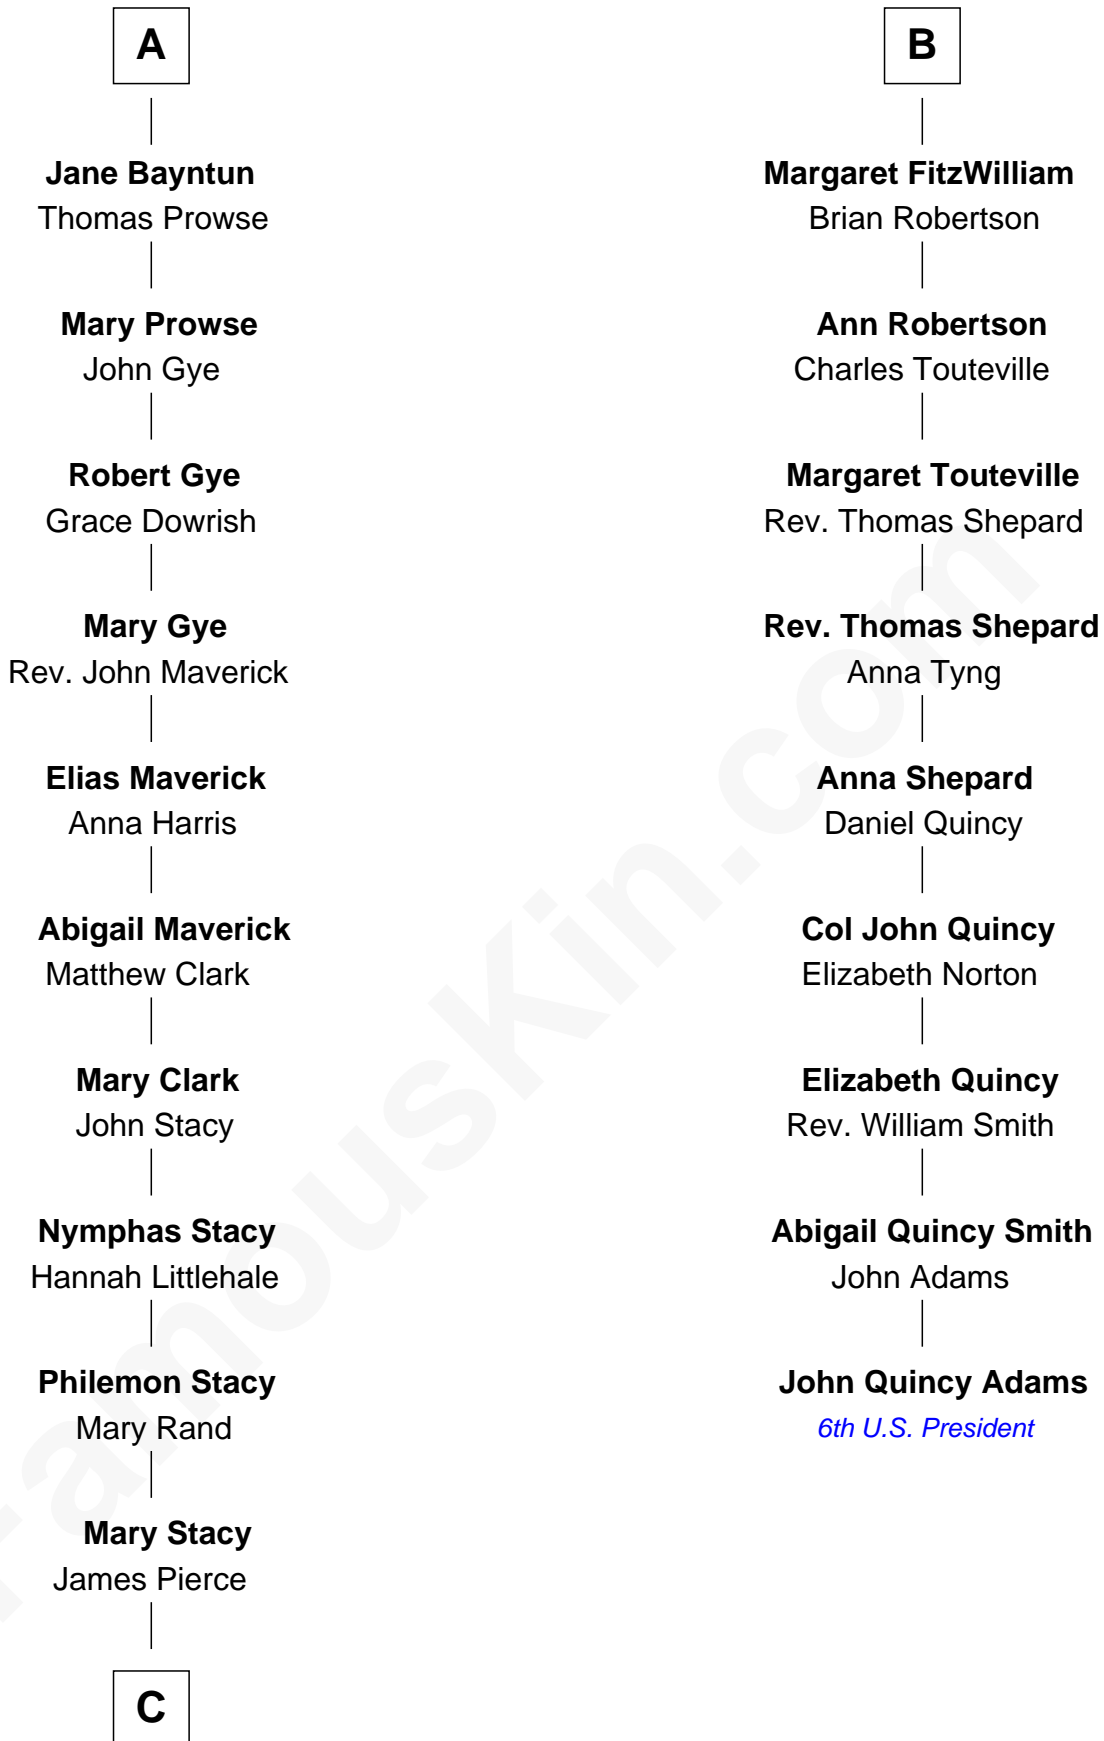 A
Jane Bayntun
Thomas Prowse
Mary Prowse
John Gye
Robert Gye
Grace Dowrish
Mary Gye
Rev. John Maverick
Elias Maverick
Anna Harris
Abigail Maverick
Matthew Clark
Mary Clark
John Stacy
Nymphas Stacy
Hannah Littlehale
Philemon Stacy
Mary Rand
Mary Stacy
James Pierce
C
B
Margaret FitzWilliam
Brian Robertson
Ann Robertson
Charles Touteville
Margaret Touteville
Rev. Thomas Shepard
Rev. Thomas Shepard
Anna Tyng
Anna Shepard
Daniel Quincy
Col John Quincy
Elizabeth Norton
Elizabeth Quincy
Rev. William Smith
Abigail Quincy Smith
John Adams
John Quincy Adams
6th U.S. President
FamousKin.com